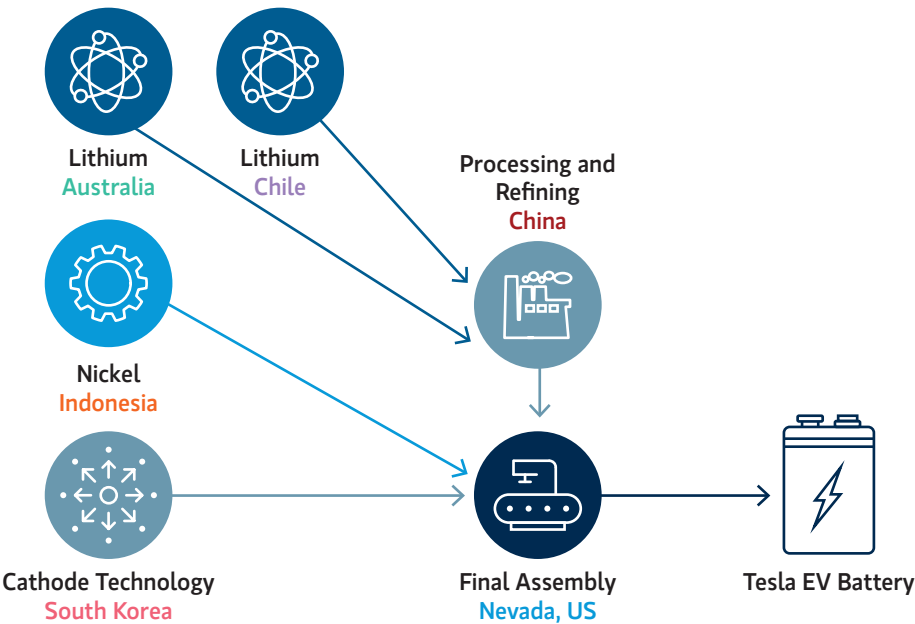 Lithium
Australia
Lithium
Chile
Processing and
Refining
China
Nickel
Indonesia
Cathode Technology
South Korea
Final Assembly
Nevada, US
Tesla EV Battery